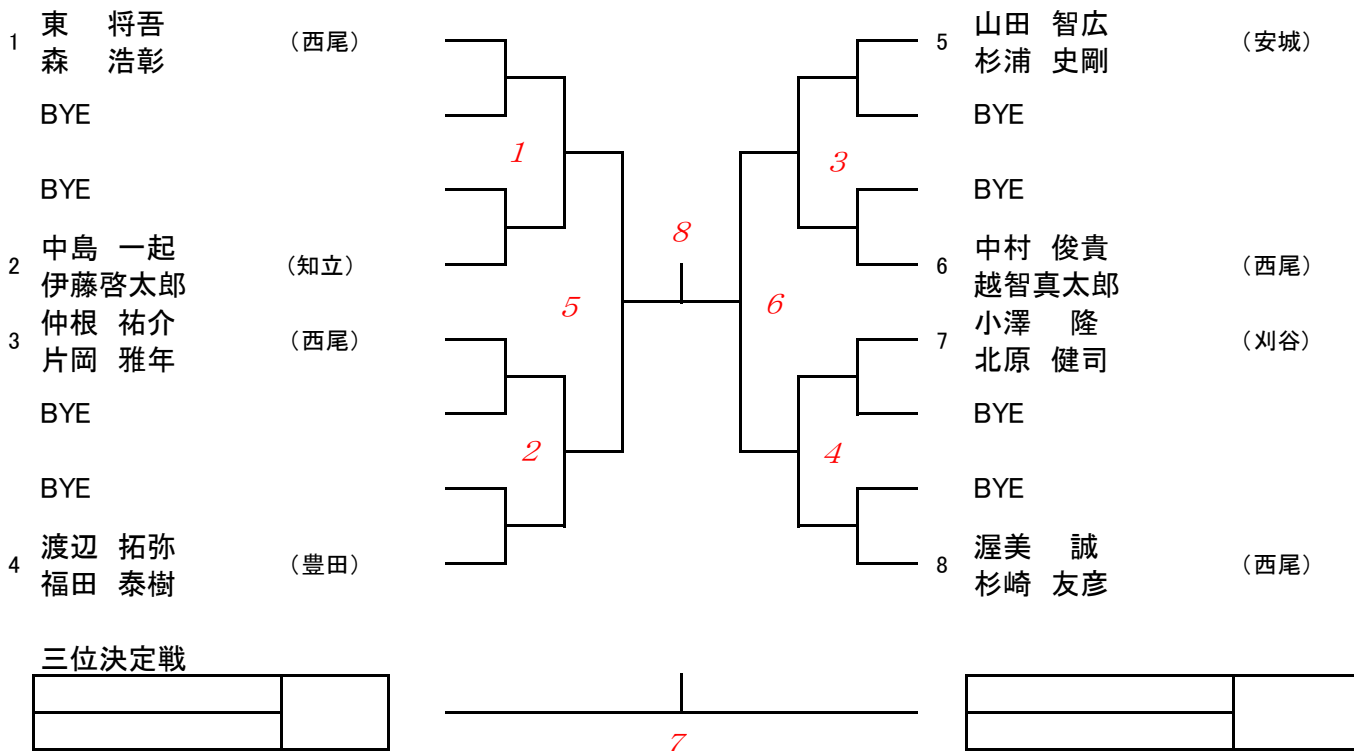 1 東 将吾 (西尾)
森 浩彰
BYE
1
BYE
2 中島 一起 (知立)
伊藤啓太郎
5
3 仲根 祐介 (西尾)
片岡 雅年
BYE
2
BYE
4 渡辺 拓弥 (豊田)
福田 泰樹
8
5 山田 智広 (安城)
杉浦 史剛
BYE
3
BYE
6 中村 俊貴 (西尾)
越智真太郎
6
7 小澤 隆 (刈谷)
北原 健司
BYE
4
BYE
8 渥美 誠 (西尾)
杉崎 友彦
三位決定戦
7